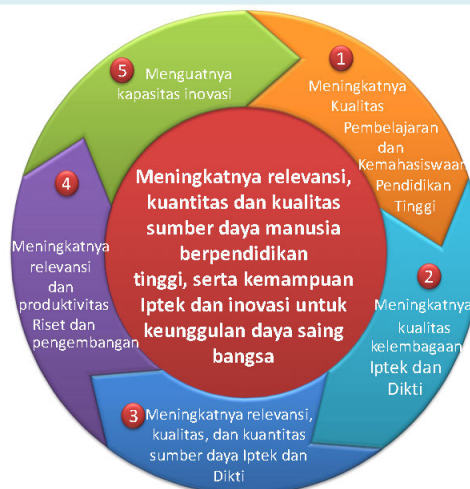 1
Meningkatnya
Kualitas
Pembelajaran
dan
Kemahasiswaan
Pendidikan
Tinggi
2
Meningkatnya
kualitas
kelembagaan
Iptek dan
Dikti
3
Meningkatnya relevansi,
kualitas, dan kuantitas
sumber daya Iptek dan
Dikti
4
Meningkatnya
relevansi
dan
produktivitas
Riset dan
pengembangan
5
Menguatnya
kapasitas inovasi
Meningkatnya relevansi,
kuantitas dan kualitas
sumber daya manusia
berpendidikan
tinggi, serta kemampuan
Iptek dan inovasi untuk
keunggulan daya saing
bangsa